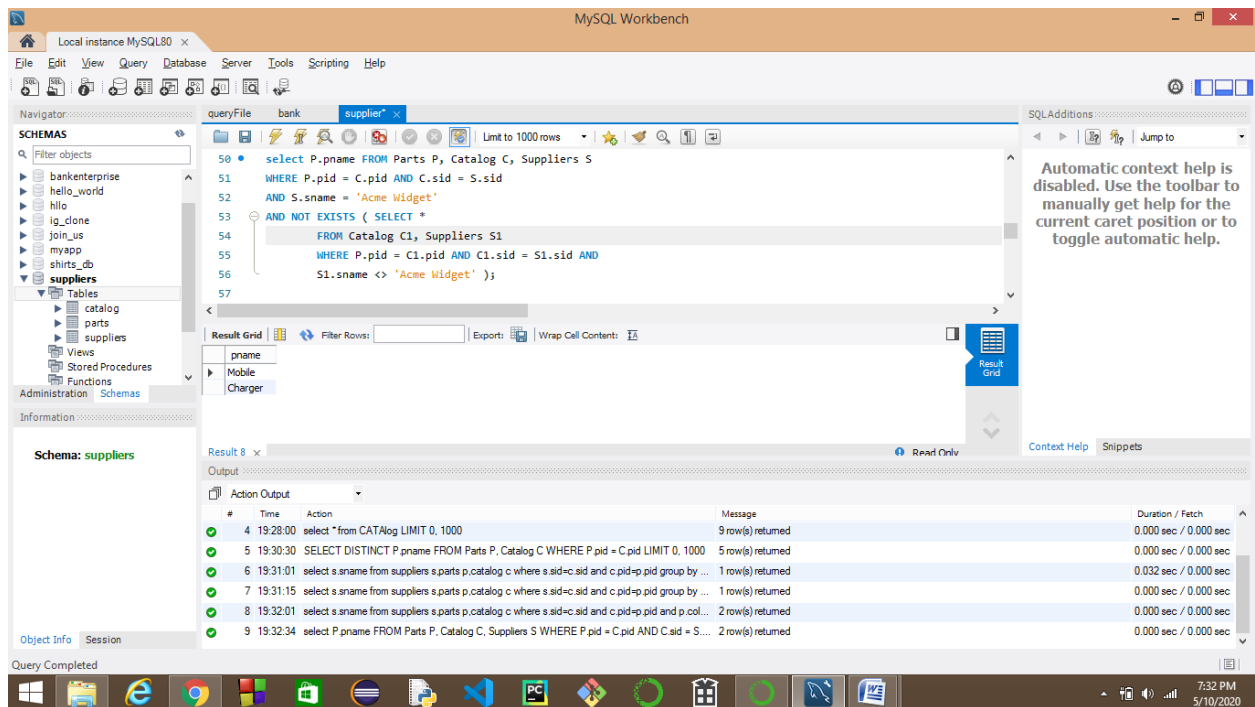 MySQL Workbench
Local instance MySQL80 ×
File Edit View Query Database Server Tools Scripting Help
Navigator
SCHEMAS
Filter objects
bankenterprise
hello_world
hllo
ig_clone
join_us
myapp
shirts_db
suppliers
Tables
catalog
parts
suppliers
Views
Stored Procedures
Functions
Administration Schemas
Information
Schema: suppliers
Object Info Session
queryFile bank supplier* ×
Limit to 1000 rows
50 select P.pname FROM Parts P, Catalog C, Suppliers S
51 WHERE P.pid = C.pid AND C.sid = S.sid
52 AND S.sname = 'Acme Widget'
53 AND NOT EXISTS ( SELECT *
54 FROM Catalog C1, Suppliers S1
55 WHERE P.pid = C1.pid AND C1.sid = S1.sid AND
56 S1.sname <> 'Acme Widget' );
57
Result Grid Filter Rows: Export: Wrap Cell Content:
pname
Mobile
Charger
Result Grid
Result 8 × Read Only
SQLAdditions
Jump to
Automatic context help is
disabled. Use the toolbar to
manually get help for the
current caret position or to
toggle automatic help.
Context Help Snippets
Output
Action Output
# Time Action Message Duration / Fetch
4 19:28:00 select * from CATAlog LIMIT 0, 1000 9 row(s) returned 0.000 sec / 0.000 sec
5 19:30:30 SELECT DISTINCT P.pname FROM Parts P, Catalog C WHERE P.pid = C.pid LIMIT 0, 1000 5 row(s) returned 0.000 sec / 0.000 sec
6 19:31:01 select s.sname from suppliers s,parts p,catalog c where s.sid=c.sid and c.pid=p.pid group by ... 1 row(s) returned 0.032 sec / 0.000 sec
7 19:31:15 select s.sname from suppliers s,parts p,catalog c where s.sid=c.sid and c.pid=p.pid group by ... 1 row(s) returned 0.000 sec / 0.000 sec
8 19:32:01 select s.sname from suppliers s,parts p,catalog c where s.sid=c.sid and c.pid=p.pid and p.col... 2 row(s) returned 0.000 sec / 0.000 sec
9 19:32:34 select P.pname FROM Parts P, Catalog C, Suppliers S WHERE P.pid = C.pid AND C.sid = S.... 2 row(s) returned 0.000 sec / 0.000 sec
Query Completed
PC
7:32 PM
5/10/2020